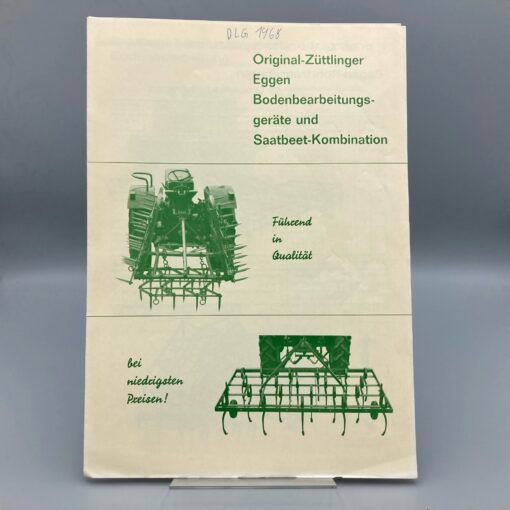 DLG 1968
Original-Züttlinger
Eggen
Bodenbearbeitungs-
geräte und
Saatbeet-Kombination
Führend
in
Qualität
bei
niedrigsten
Preisen!